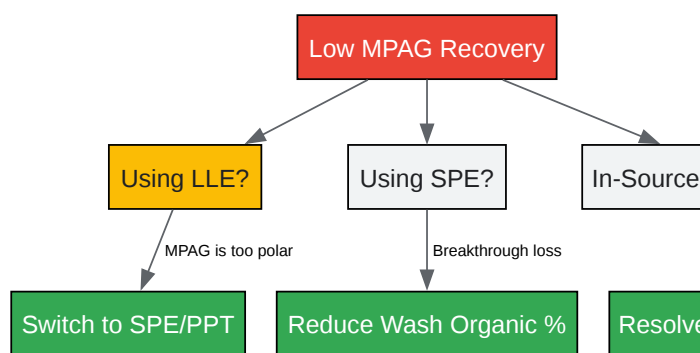 Low MPAG Recovery
Using LLE?
Using SPE?
In-Source
MPAG is too polar
Breakthrough loss
Switch to SPE/PPT
Reduce Wash Organic %
Resolve